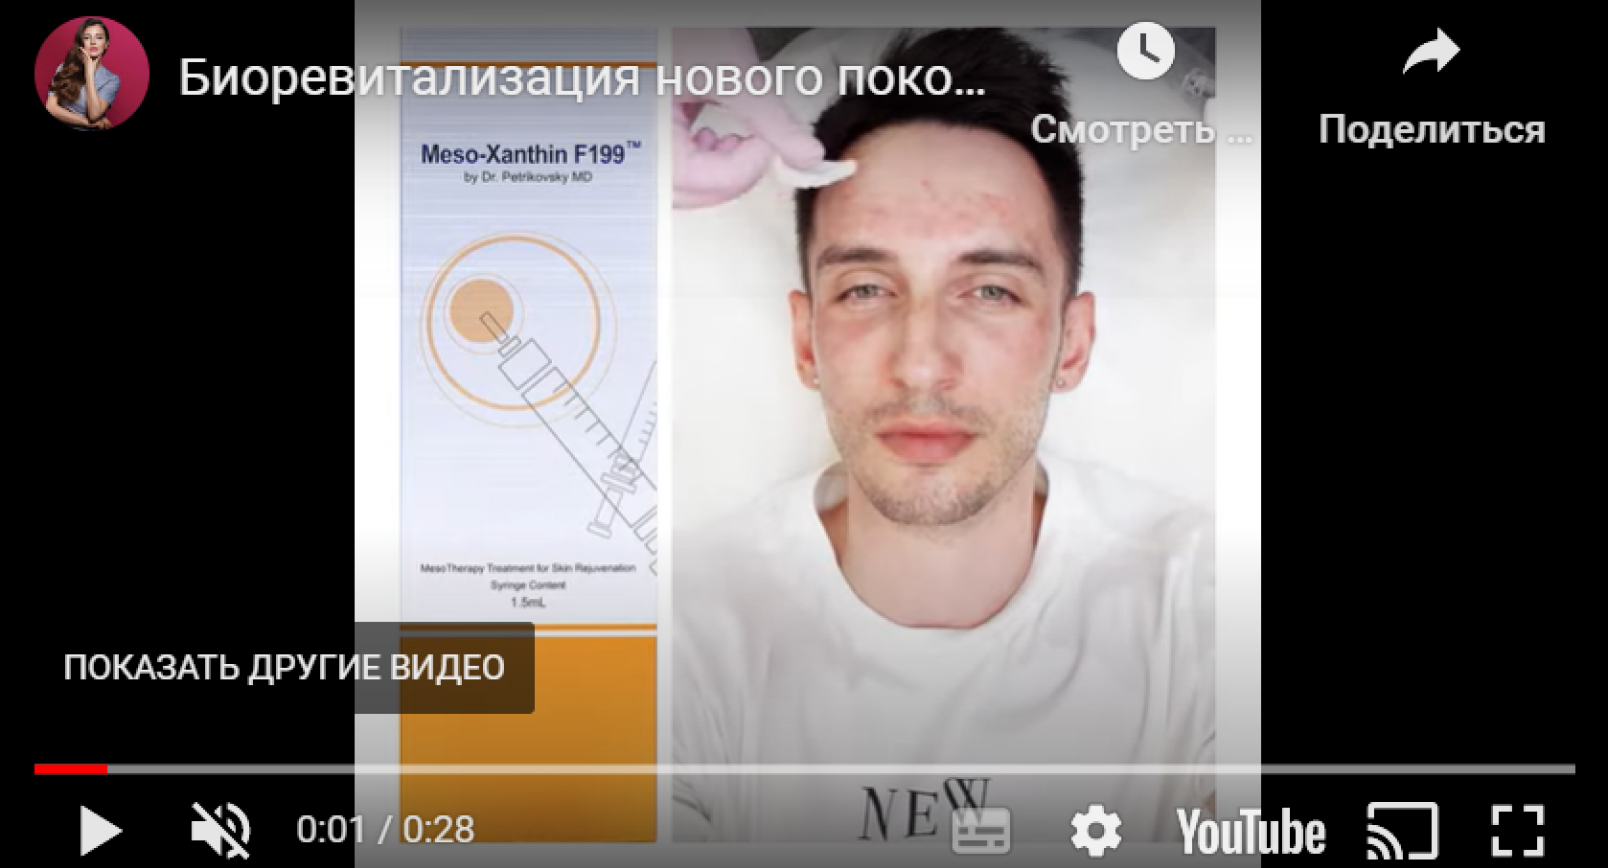 Биоревитализация нового поко...
Смотреть ...
Поделиться
Meso-Xanthin F199™
by Dr. Petrikovsky MD
MesoTherapy Treatment for Skin Rejuvenation
Syringe Content
1.5mL
ПОКАЗАТЬ ДРУГИЕ ВИДЕО
NEW
0:01 / 0:28
YouTube